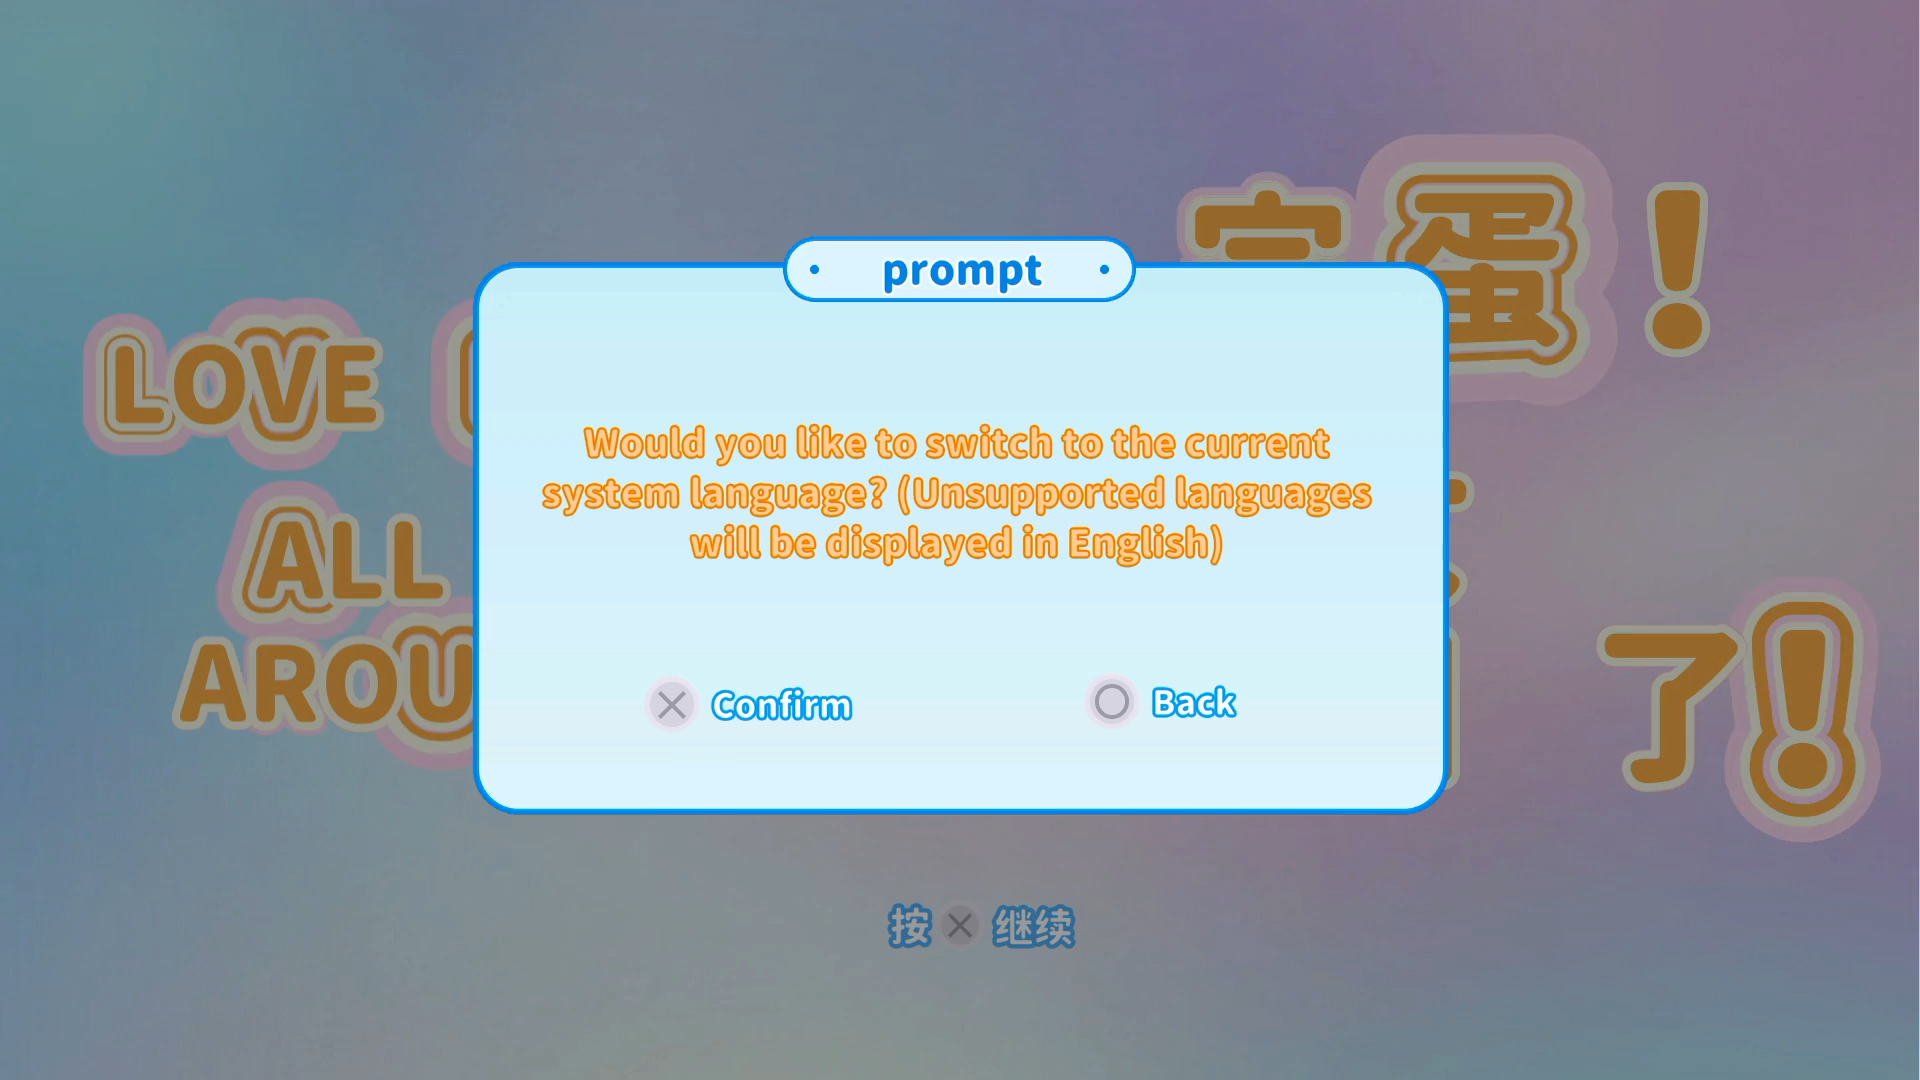 完蛋！
LOVE
ALL
AROU
了！
prompt
Would you like to switch to the current
system language? (Unsupported languages
will be displayed in English)
Confirm
Back
按 继续